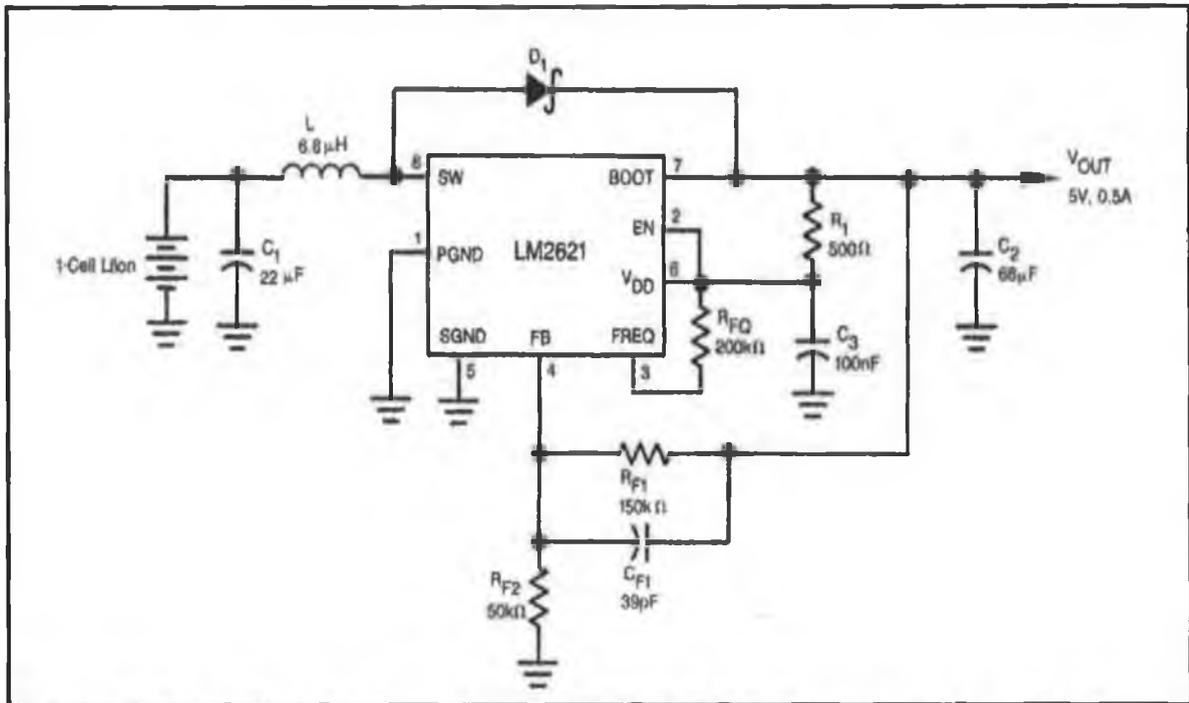 D1
L
6.8µH
8
SW
BOOT
7
VOUT
5V, 0.5A
EN
2
R1
500Ω
1
PGND
LM2621
C1
22 µF
1-Cell LiIon
VDD
6
C2
68µF
RFQ
200kΩ
C3
100nF
SGND
FB
FREQ
5
4
3
RF1
150kΩ
RF2
50kΩ
CF1
39pF